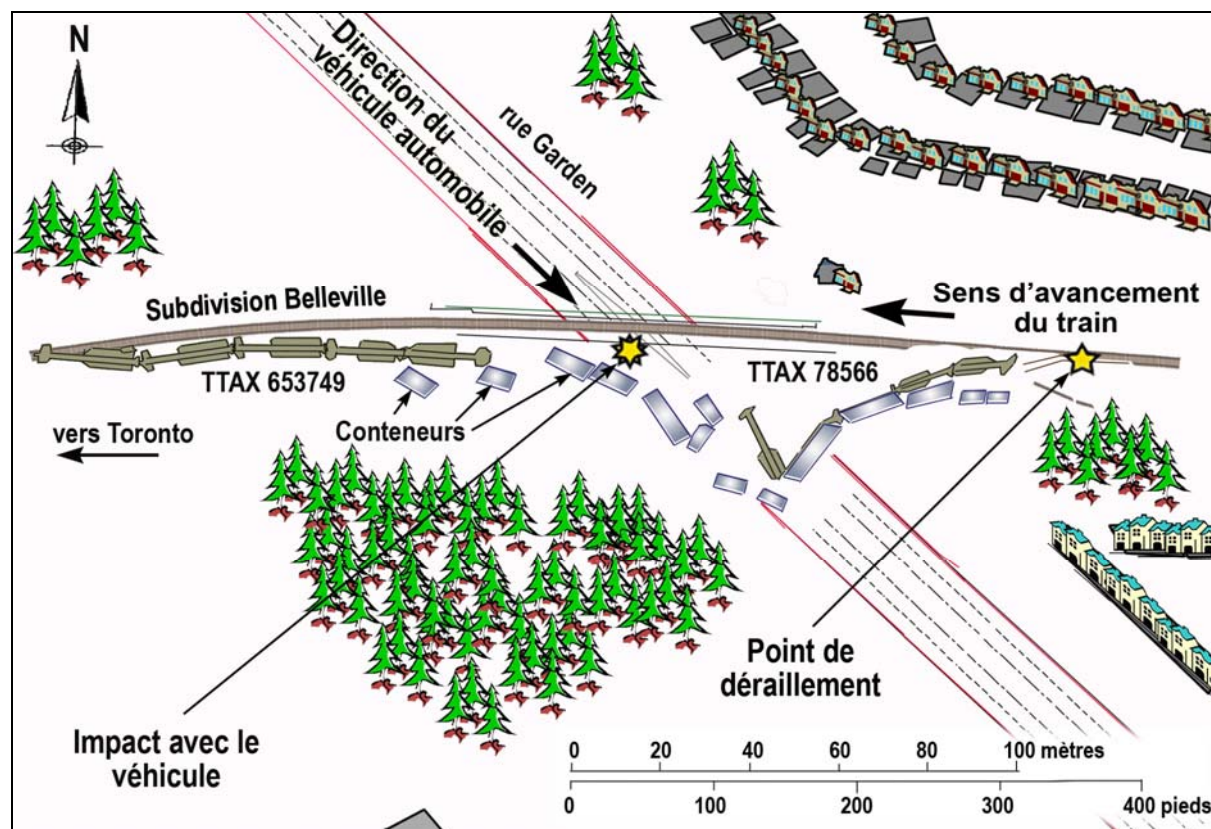 N
Direction du
véhicule automobile
rue Garden
Subdivision Belleville
Sens d'avancement
du train
TTAX 653749
TTAX 78566
vers Toronto
Conteneurs
Point de
déraillement
Impact avec le
véhicule
0 20 40 60 80 100 mètres
0 100 200 300 400 pieds